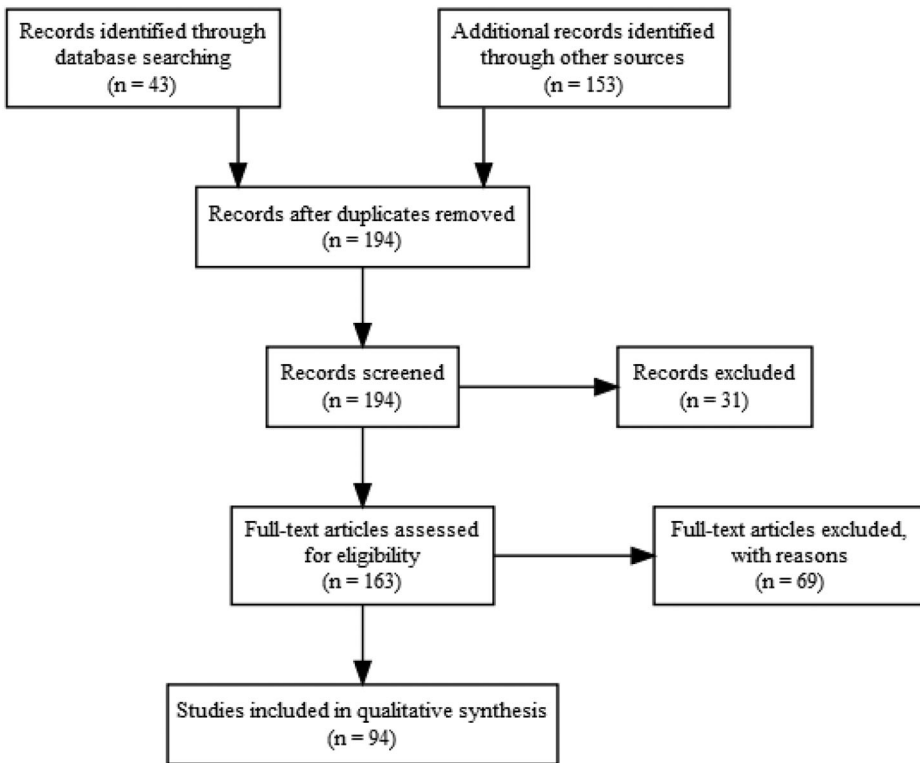 Records identified through
database searching
(n = 43)
Additional records identified
through other sources
(n = 153)
Records after duplicates removed
(n = 194)
Records screened
(n = 194)
Records excluded
(n = 31)
Full-text articles assessed
for eligibility
(n = 163)
Full-text articles excluded,
with reasons
(n = 69)
Studies included in qualitative synthesis
(n = 94)